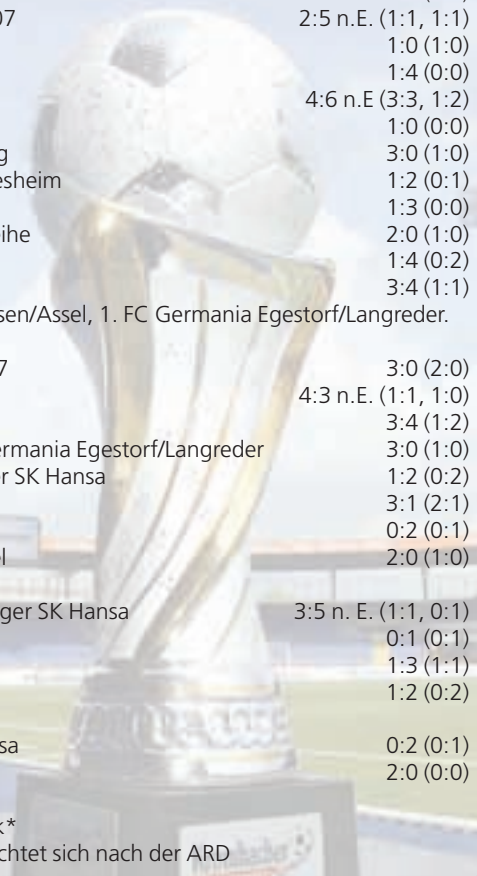 07 2:5 n.E. (1:1, 1:1)
1:0 (1:0)
1:4 (0:0)
4:6 n.E (3:3, 1:2)
1:0 (0:0)
g 3:0 (1:0)
esheim 1:2 (0:1)
1:3 (0:0)
eihe 2:0 (1:0)
1:4 (0:2)
3:4 (1:1)
sen/Assel, 1. FC Germania Egestorf/Langreder.
7 3:0 (2:0)
4:3 n.E. (1:1, 1:0)
3:4 (1:2)
ermania Egestorf/Langreder 3:0 (1:0)
er SK Hansa 1:2 (0:2)
3:1 (2:1)
0:2 (0:1)
el 2:0 (1:0)
ger SK Hansa 3:5 n. E. (1:1, 0:1)
0:1 (0:1)
1:3 (1:1)
1:2 (0:2)
sa 0:2 (0:1)
2:0 (0:0)
k*
chtet sich nach der ARD